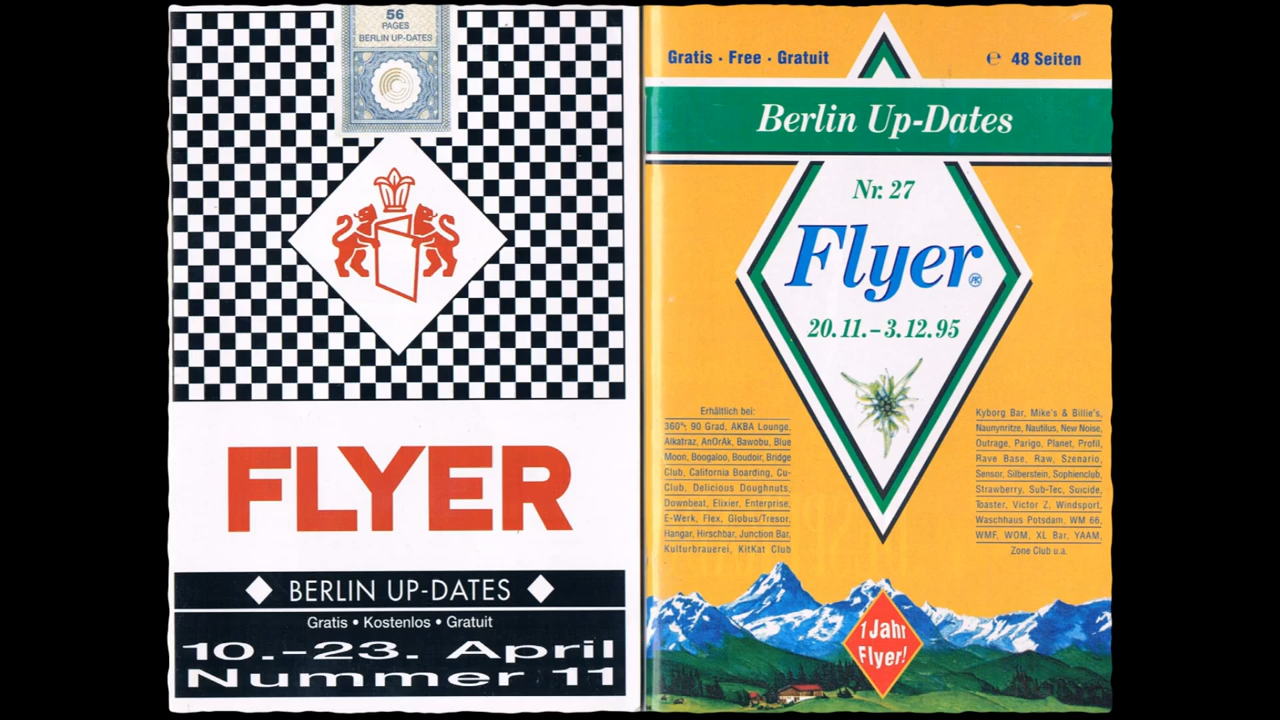 56
PAGES
BERLIN UP-DATES
FLYER
BERLIN UP-DATES
Gratis • Kostenlos • Gratuit
10.–23. April
Nummer 11
Gratis · Free · Gratuit
℮ 48 Seiten
Berlin Up-Dates
Nr. 27
Flyer
20.11.–3.12.95
Erhältlich bei:
360°, 90 Grad, AKBA Lounge,
Alkatraz, AnOrAk, Bawobu, Blue
Moon, Boogaloo, Boudoir, Bridge
Club, California Boarding, Cu-
Club, Delicious Doughnuts,
Downbeat, Elixier, Enterprise,
E-Werk, Flex, Globus/Tresor,
Hangar, Hirschbar, Junction Bar,
Kulturbrauerei, KitKat Club
Kyborg Bar, Mike's & Billie's,
Naunynritze, Nautilus, New Noise,
Outrage, Parigo, Planet, Profil,
Rave Base, Raw, Szenario,
Sensor, Silberstein, Sophienclub,
Strawberry, Sub-Tec, Suicide,
Toaster, Victor Z, Windsport,
Waschhaus Potsdam, WM 66,
WMF, WOM, XL Bar, YAAM,
Zone Club u.a.
1 Jahr
Flyer!